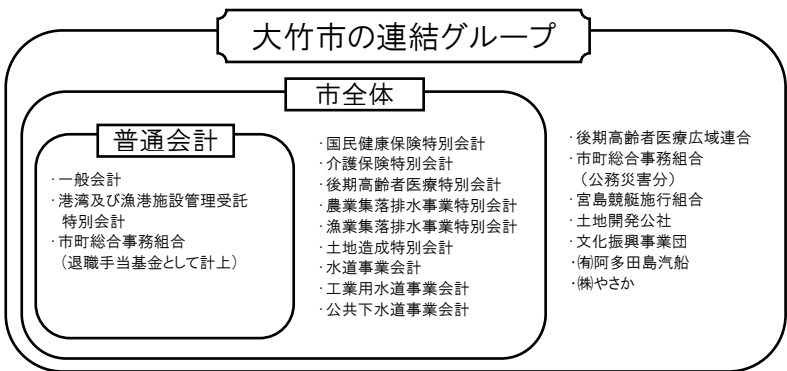 大竹市の連結グループ
市全体
普通会計
・一般会計
・港湾及び漁港施設管理受託
特別会計
・市町総合事務組合
（退職手当基金として計上）
・国民健康保険特別会計
・介護保険特別会計
・後期高齢者医療特別会計
・農業集落排水事業特別会計
・漁業集落排水事業特別会計
・土地造成特別会計
・水道事業会計
・工業用水道事業会計
・公共下水道事業会計
・後期高齢者医療広域連合
・市町総合事務組合
（公務災害分）
・宮島競艇施行組合
・土地開発公社
・文化振興事業団
・㈲阿多田島汽船
・㈱やさか